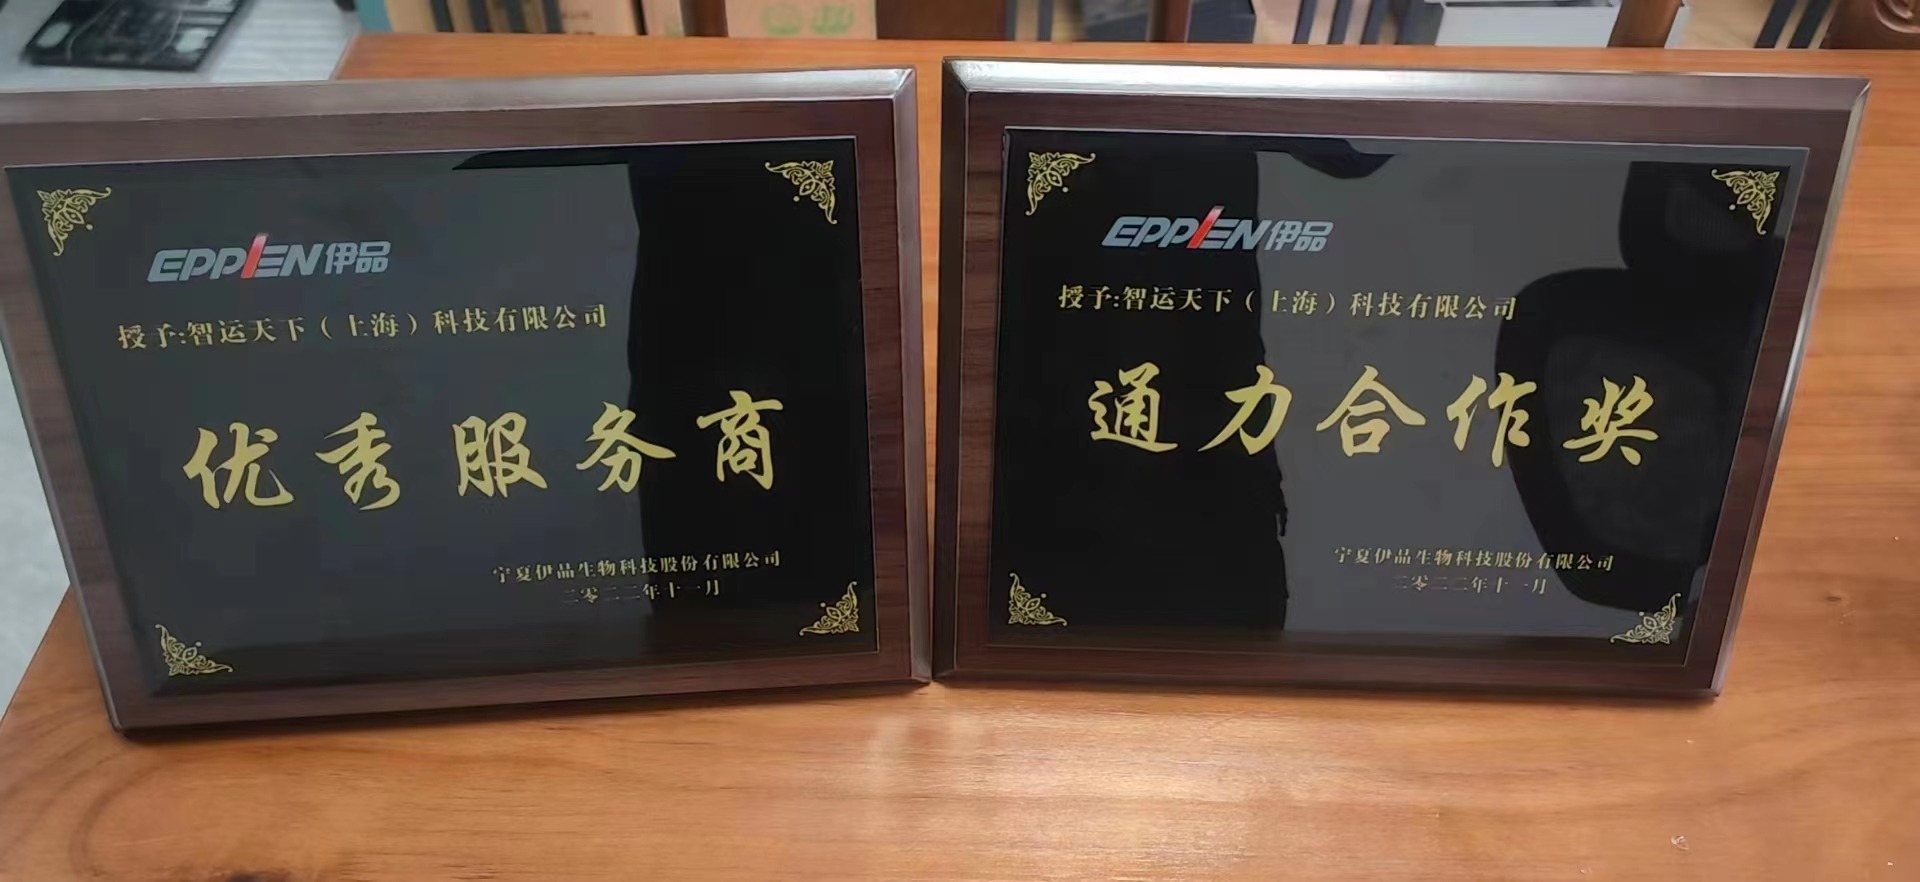 EPPEN伊品
授予:智运天下（上海）科技有限公司
优秀服务商
宁夏伊品生物科技股份有限公司
二零二二年十一月
EPPEN伊品
授予:智运天下（上海）科技有限公司
通力合作奖
宁夏伊品生物科技股份有限公司
二零二二年十一月